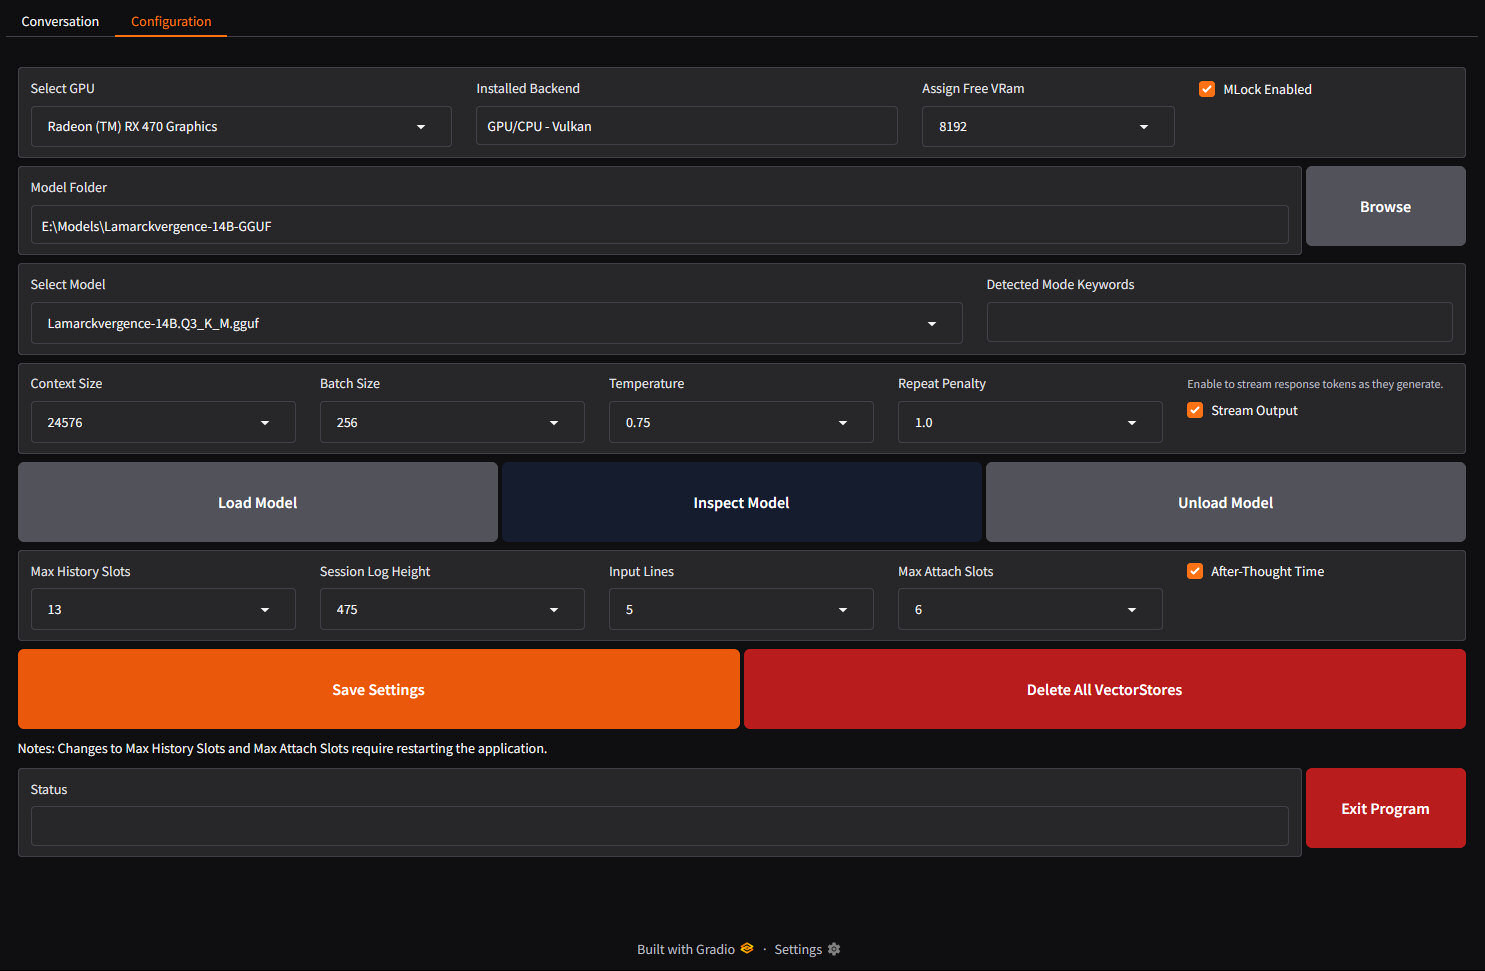 Conversation Configuration
Select GPU Installed Backend Assign Free VRam MLock Enabled
Radeon (TM) RX 470 Graphics GPU/CPU - Vulkan 8192
Model Folder
E:\Models\Lamarckvergence-14B-GGUF Browse
Select Model Detected Mode Keywords
Lamarckvergence-14B.Q3_K_M.gguf
Context Size Batch Size Temperature Repeat Penalty Enable to stream response tokens as they generate.
24576 256 0.75 1.0 Stream Output
Load Model Inspect Model Unload Model
Max History Slots Session Log Height Input Lines Max Attach Slots After-Thought Time
13 475 5 6
Save Settings Delete All VectorStores
Notes: Changes to Max History Slots and Max Attach Slots require restarting the application.
Status
Exit Program
Built with Gradio · Settings